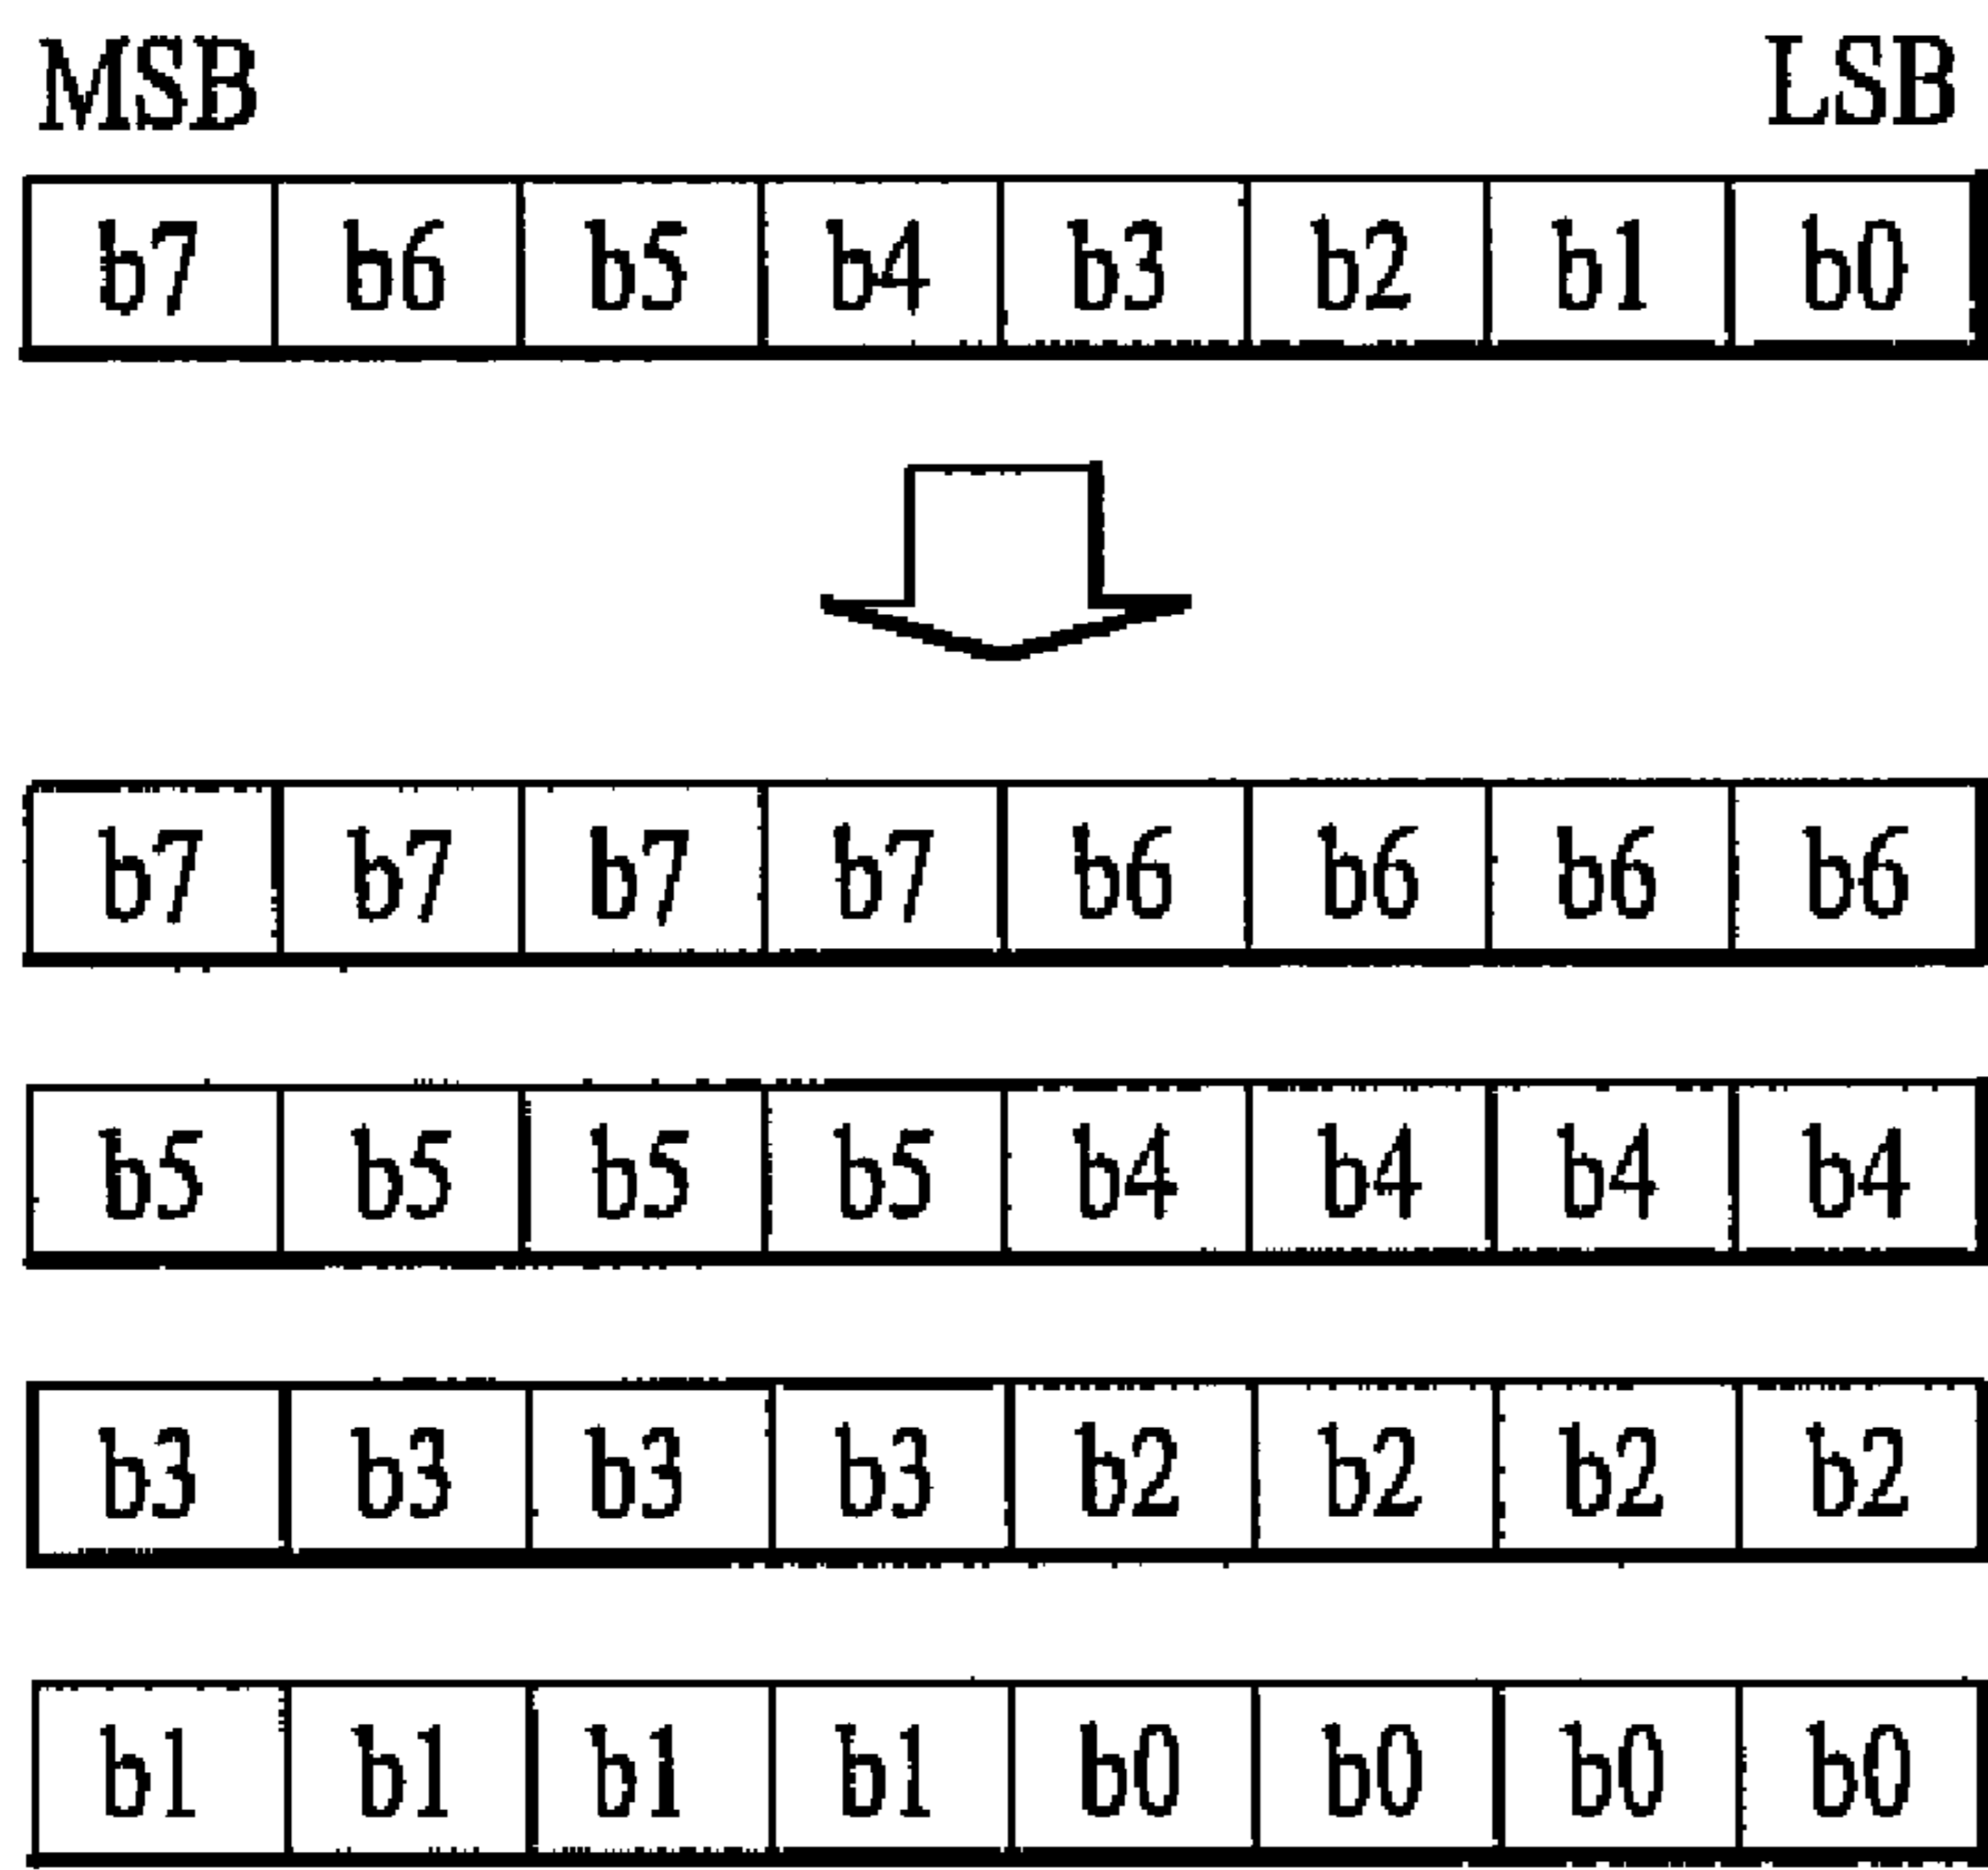 MSB LSB
b7 b6 b5 b4 b3 b2 b1 b0
b7 b7 b7 b7 b6 b6 b6 b6
b5 b5 b5 b5 b4 b4 b4 b4
b3 b3 b3 b3 b2 b2 b2 b2
b1 b1 b1 b1 b0 b0 b0 b0